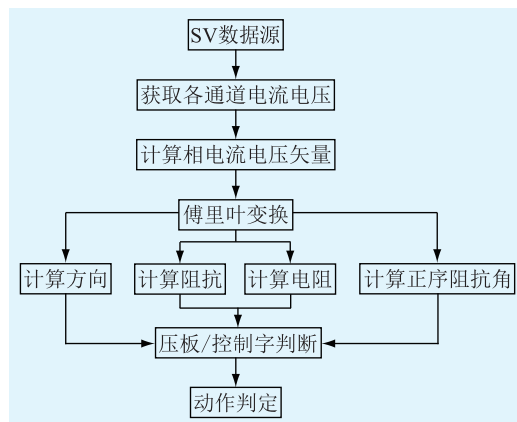 SV数据源
获取各通道电流电压
计算相电流电压矢量
傅里叶变换
计算方向
计算阻抗
计算电阻
计算正序阻抗角
压板/控制字判断
动作判定